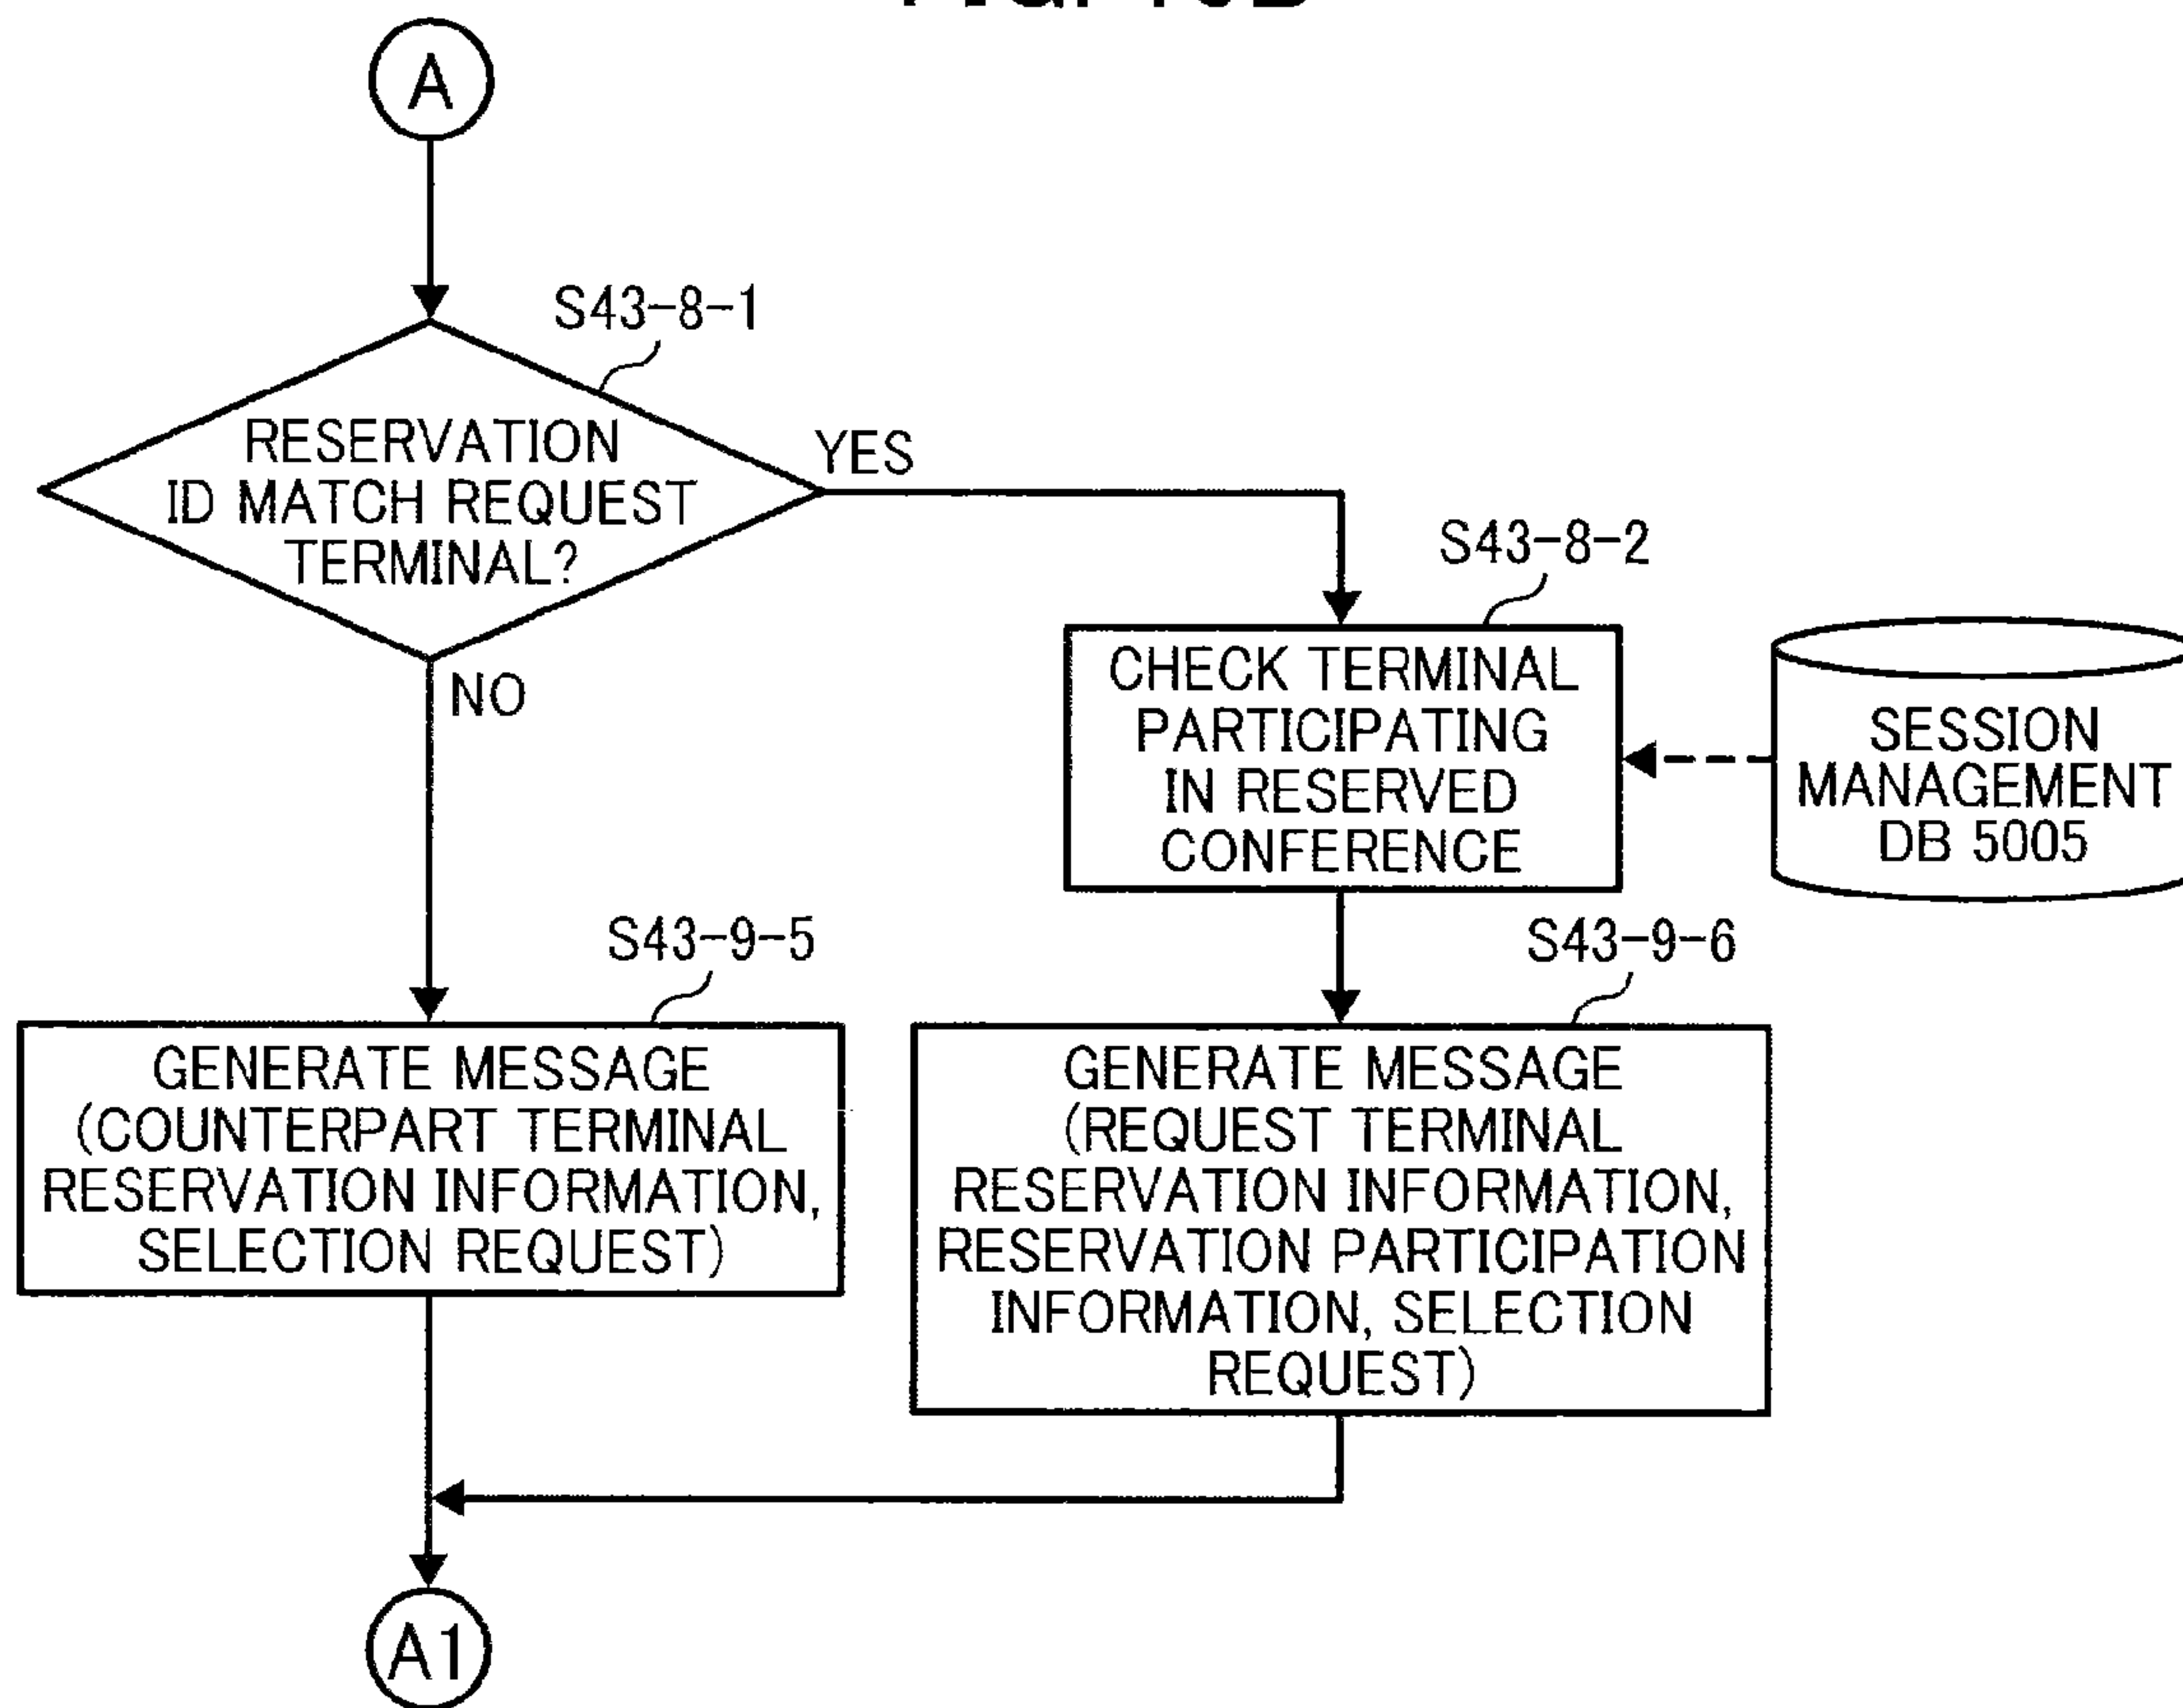 A
S43-8-1
RESERVATION
ID MATCH REQUEST
TERMINAL?
YES
NO
S43-8-2
CHECK TERMINAL
PARTICIPATING
IN RESERVED
CONFERENCE
SESSION
MANAGEMENT
DB 5005
S43-9-5
GENERATE MESSAGE
(COUNTERPART TERMINAL
RESERVATION INFORMATION,
SELECTION REQUEST)
S43-9-6
GENERATE MESSAGE
(REQUEST TERMINAL
RESERVATION INFORMATION,
RESERVATION PARTICIPATION
INFORMATION, SELECTION
REQUEST)
A1